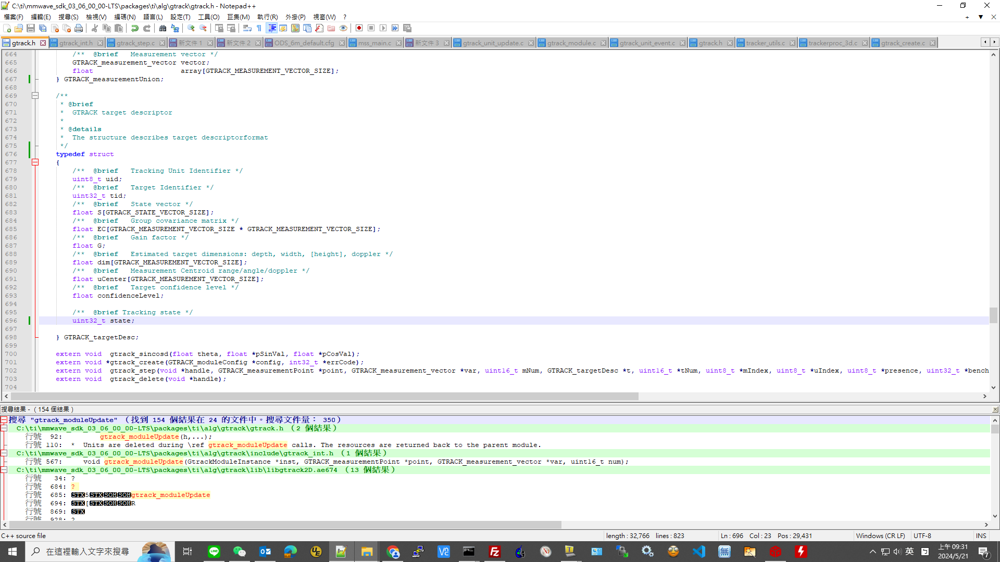 C:\ti\mmwave_sdk_03_06_00_00-LTS\packages\ti\alg\gtrack\gtrack.h - Notepad++
檔案(F) 編輯(E) 搜尋(S) 檢視(V) 編碼(N) 語言(L) 設定(T) 工具(O) 巨集(M) 執行(R) 外掛(P) 視窗(W) ?
gtrack.h gtrack_int.h gtrack_step.c 新文件 1 新文件 2 ODS_6m_default.cfg mss_main.c 新文件 3 gtrack_unit_update.c gtrack_module.c gtrack_unit_event.c gtrack.h tracker_utils.c trackerproc_3d.c gtrack_create.c
664 /** @brief Measurement vector */
665 GTRACK_measurement_vector vector;
666 float array[GTRACK_MEASUREMENT_VECTOR_SIZE];
667 } GTRACK_measurementUnion;
668
669 /**
670 * @brief
671 * GTRACK target descriptor
672 *
673 * @details
674 * The structure describes target descriptorformat
675 */
676 typedef struct
677 {
678 /** @brief Tracking Unit Identifier */
679 uint8_t uid;
680 /** @brief Target Identifier */
681 uint32_t tid;
682 /** @brief State vector */
683 float S[GTRACK_STATE_VECTOR_SIZE];
684 /** @brief Group covariance matrix */
685 float EC[GTRACK_MEASUREMENT_VECTOR_SIZE * GTRACK_MEASUREMENT_VECTOR_SIZE];
686 /** @brief Gain factor */
687 float G;
688 /** @brief Estimated target dimensions: depth, width, [height], doppler */
689 float dim[GTRACK_MEASUREMENT_VECTOR_SIZE];
690 /** @brief Measurement Centroid range/angle/doppler */
691 float uCenter[GTRACK_MEASUREMENT_VECTOR_SIZE];
692 /** @brief Target confidence level */
693 float confidenceLevel;
694
695 /** @brief Tracking state */
696 uint32_t state;
697
698 } GTRACK_targetDesc;
699
700 extern void gtrack_sincosd(float theta, float *pSinVal, float *pCosVal);
701 extern void *gtrack_create(GTRACK_moduleConfig *config, int32_t *errCode);
702 extern void gtrack_step(void *handle, GTRACK_measurementPoint *point, GTRACK_measurement_vector *var, uint16_t mNum, GTRACK_targetDesc *t, uint16_t *tNum, uint8_t *mIndex, uint8_t *uIndex, uint8_t *presence, uint32_t *bench
703 extern void gtrack_delete(void *handle);
704
搜尋結果 - （154 個結果）
搜尋 "gtrack_moduleUpdate" （找到 154 個結果在 24 的文件中。搜尋文件量： 350）
C:\ti\mmwave_sdk_03_06_00_00-LTS\packages\ti\alg\gtrack\gtrack.h （2 個結果）
行號 92: gtrack_moduleUpdate(h,...);
行號 110: * Units are deleted during \ref gtrack_moduleUpdate calls. The resources are returned back to the parent module.
C:\ti\mmwave_sdk_03_06_00_00-LTS\packages\ti\alg\gtrack\include\gtrack_int.h （1 個結果）
行號 567: void gtrack_moduleUpdate(GtrackModuleInstance *inst, GTRACK_measurementPoint *point, GTRACK_measurement_vector *var, uint16_t num);
C:\ti\mmwave_sdk_03_06_00_00-LTS\packages\ti\alg\gtrack\lib\libgtrack2D.ae674 （13 個結果）
行號 34: ?
行號 684: ?
行號 685: STX5STXSOHSOHgtrack_moduleUpdate
行號 694: STX[STXSOHSOHR
行號 869: STX
行號 928: ?
C++ source file length : 32,766 lines : 823 Ln : 696 Col : 23 Pos : 29,431 Windows (CR LF) UTF-8 INS
在這裡輸入文字來搜尋
英
上午 09:31
2024/5/21
7